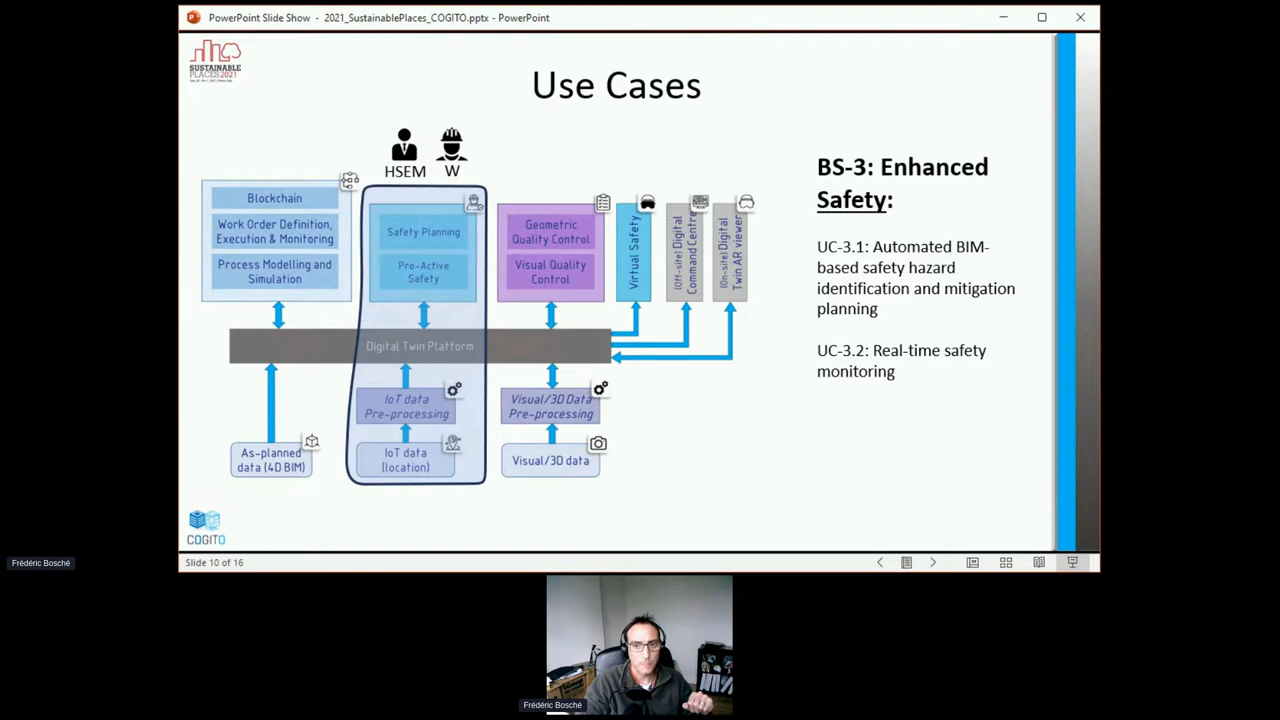 PowerPoint Slide Show - 2021_SustainablePlaces_COGITO.pptx - PowerPoint
SUSTAINABLE
PLACES2021
Use Cases
HSEM
W
Blockchain
Work Order Definition,
Execution & Monitoring
Process Modelling and
Simulation
Safety Planning
Pro-Active
Safety
Geometric
Quality Control
Visual Quality
Control
Virtual Safety
(Off-site) Digital
Command Centre
(On-site) Digital
Twin AR viewer
Digital Twin Platform
IoT data
Pre-processing
Visual/3D Data
Pre-processing
As-planned
data (4D BIM)
IoT data
(location)
Visual/3D data
BS-3: Enhanced
Safety:
UC-3.1: Automated BIM-
based safety hazard
identification and mitigation
planning
UC-3.2: Real-time safety
monitoring
COGITO
Slide 10 of 16
Frédéric Bosché
Frédéric Bosché